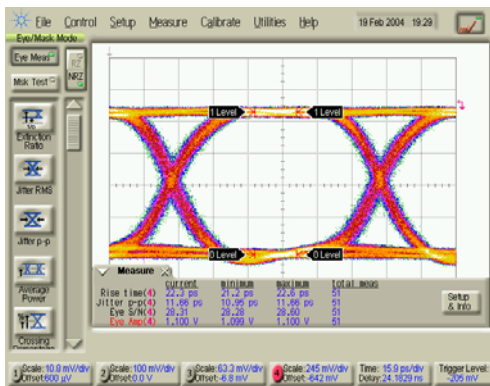 File Control Setup Measure Calibrate Utilities Help 19 Feb 2004 19:29
Eye/Mask Mode
Eye Meas
RZ
NRZ
Msk Test
Extinction
Ratio
Jitter RMS
Jitter p-p
Average
Power
Crossing
1 Level 1 Level
0 Level 0 Level
Measure
current minimum maximum total meas
Rise time(4) 22.3 ps 21.2 ps 22.6 ps 51
Jitter p-p(4) 11.66 ps 10.95 ps 11.66 ps 51
Eye S/N(4) 28.31 28.28 28.60 51
Eye Amp(4) 1.100 V 1.099 V 1.100 V 51
Setup
& Info
1 Scale: 10.0 mV/div
Offset: 600 µV
2 Scale: 100 mV/div
Offset: 0.0 V
3 Scale: 63.3 mV/div
Offset: -6.8 mV
4 Scale: 245 mV/div
Offset: -642 mV
Time: 15.9 ps/div
Delay: 24.1829 ns
Trigger Level:
-205 mV